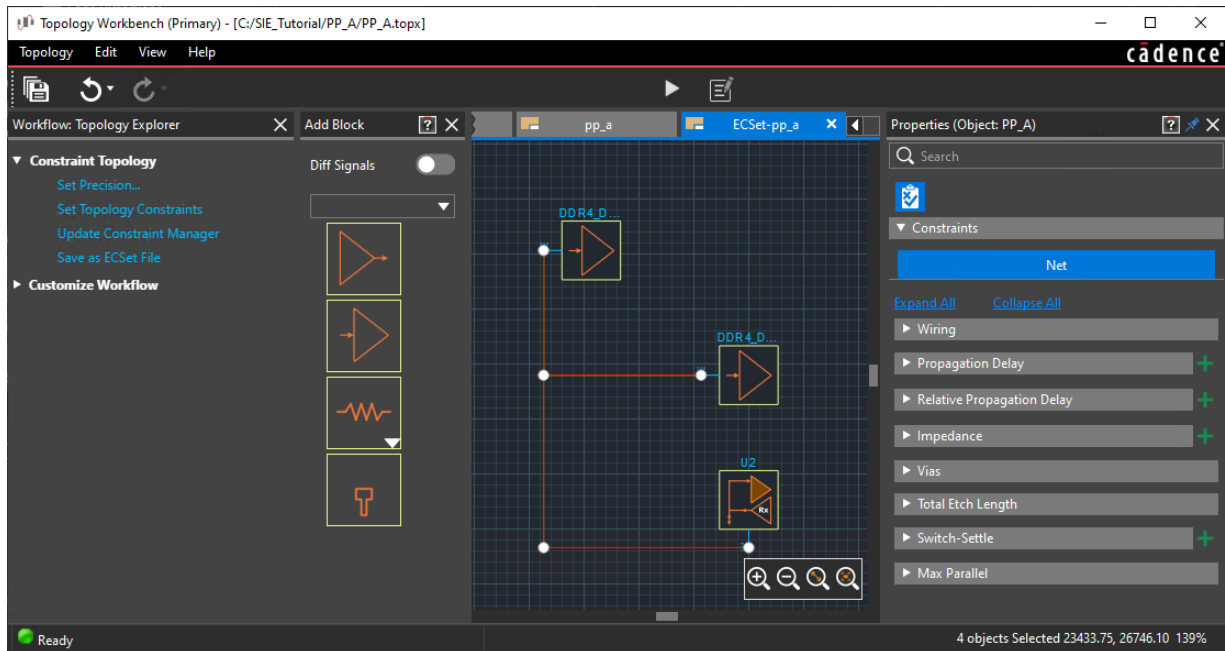 Topology Workbench (Primary) - [C:/SIE_Tutorial/PP_A/PP_A.topx]
Topology Edit View Help
cādence
Workflow: Topology Explorer
Constraint Topology
Set Precision...
Set Topology Constraints
Update Constraint Manager
Save as ECSet File
Customize Workflow
Add Block
Diff Signals
pp_a
ECSet-pp_a
DDR4_D...
DDR4_D...
U2
Rx
Properties (Object: PP_A)
Search
Constraints
Net
Expand All Collapse All
Wiring
Propagation Delay
Relative Propagation Delay
Impedance
Vias
Total Etch Length
Switch-Settle
Max Parallel
Ready
4 objects Selected 23433.75, 26746.10 139%